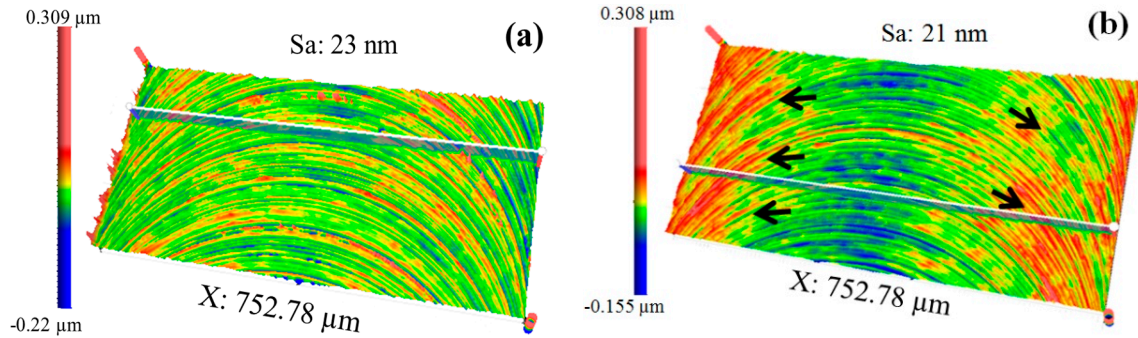 0.309 µm
Sa: 23 nm
(a)
-0.22 µm
X: 752.78 µm
0.308 µm
Sa: 21 nm
(b)
-0.155 µm
X: 752.78 µm